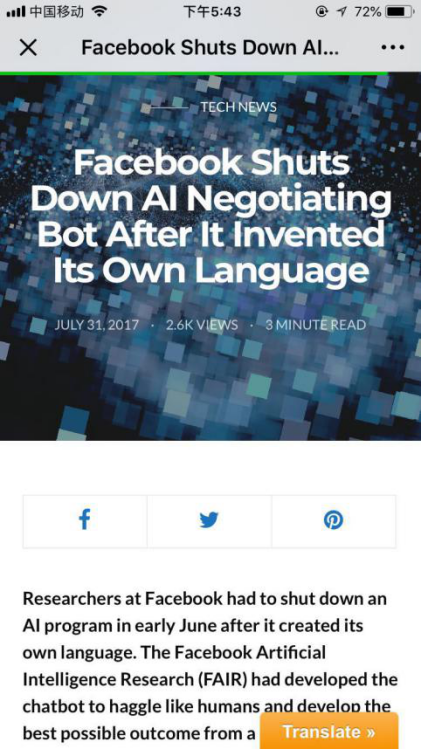 中国移动 下午5:43 72%
Facebook Shuts Down AI...
TECH NEWS
Facebook Shuts
Down AI Negotiating
Bot After It Invented
Its Own Language
JULY 31, 2017 · 2.6K VIEWS · 3 MINUTE READ
Researchers at Facebook had to shut down an
AI program in early June after it created its
own language. The Facebook Artificial
Intelligence Research (FAIR) had developed the
chatbot to haggle like humans and develop the
best possible outcome from a
Translate »